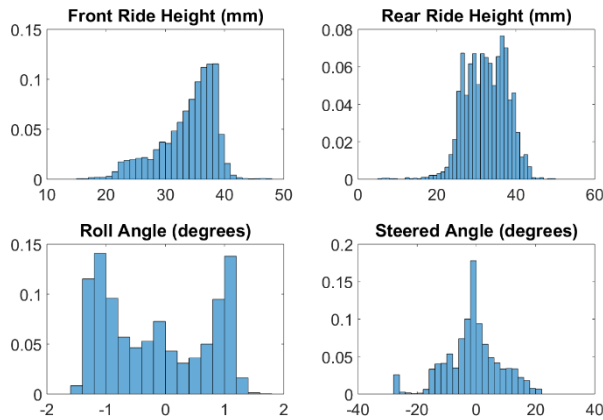 Front Ride Height (mm)
0.15
0.1
0.05
0
10 20 30 40 50
Rear Ride Height (mm)
0.08
0.06
0.04
0.02
0
0 20 40 60
Roll Angle (degrees)
0.15
0.1
0.05
0
-2 -1 0 1 2
Steered Angle (degrees)
0.2
0.15
0.1
0.05
0
-40 -20 0 20 40